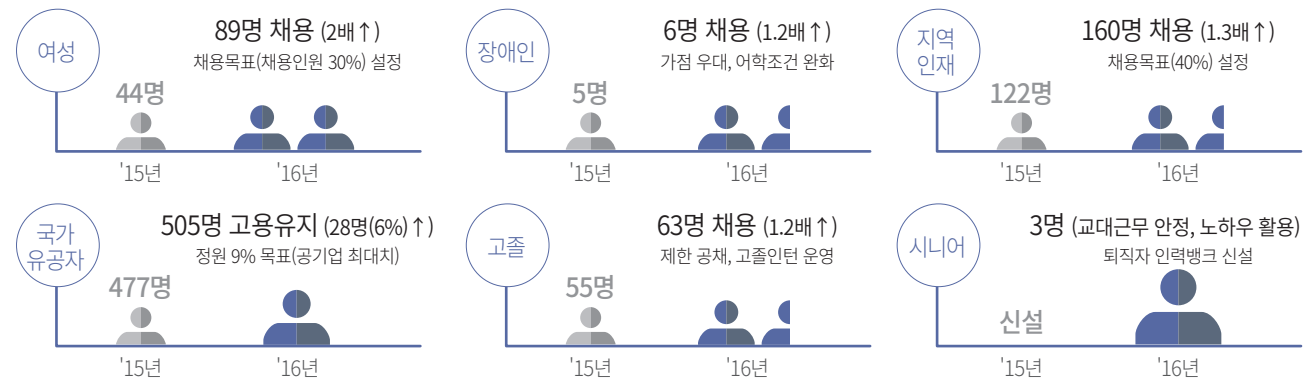 여성
89명 채용 (2배↑)
채용목표(채용인원 30%) 설정
44명
'15년
'16년
장애인
6명 채용 (1.2배↑)
가점 우대, 어학조건 완화
5명
'15년
'16년
지역
인재
160명 채용 (1.3배↑)
채용목표(40%) 설정
122명
'15년
'16년
국가
유공자
505명 고용유지 (28명(6%)↑)
정원 9% 목표(공기업 최대치)
477명
'15년
'16년
고졸
63명 채용 (1.2배↑)
제한 공채, 고졸인턴 운영
55명
'15년
'16년
시니어
3명 (교대근무 안정, 노하우 활용)
퇴직자 인력뱅크 신설
신설
'15년
'16년